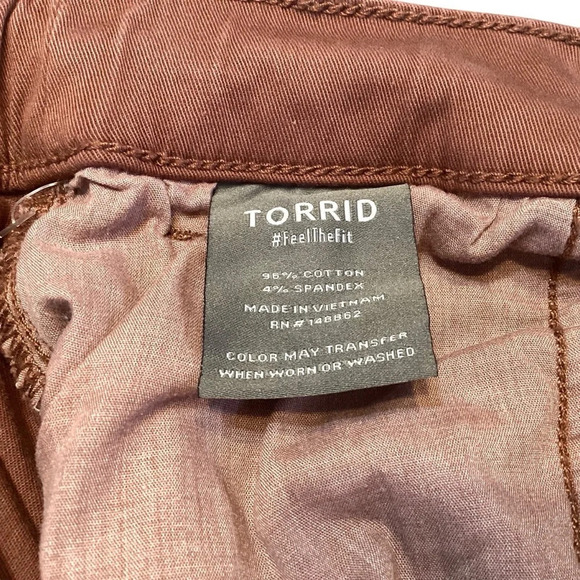 TORRID
#FeelTheFit
96% COTTON
4% SPANDEX
MADE IN VIETNAM
RN# 148862
COLOR MAY TRANSFER
WHEN WORN OR WASHED